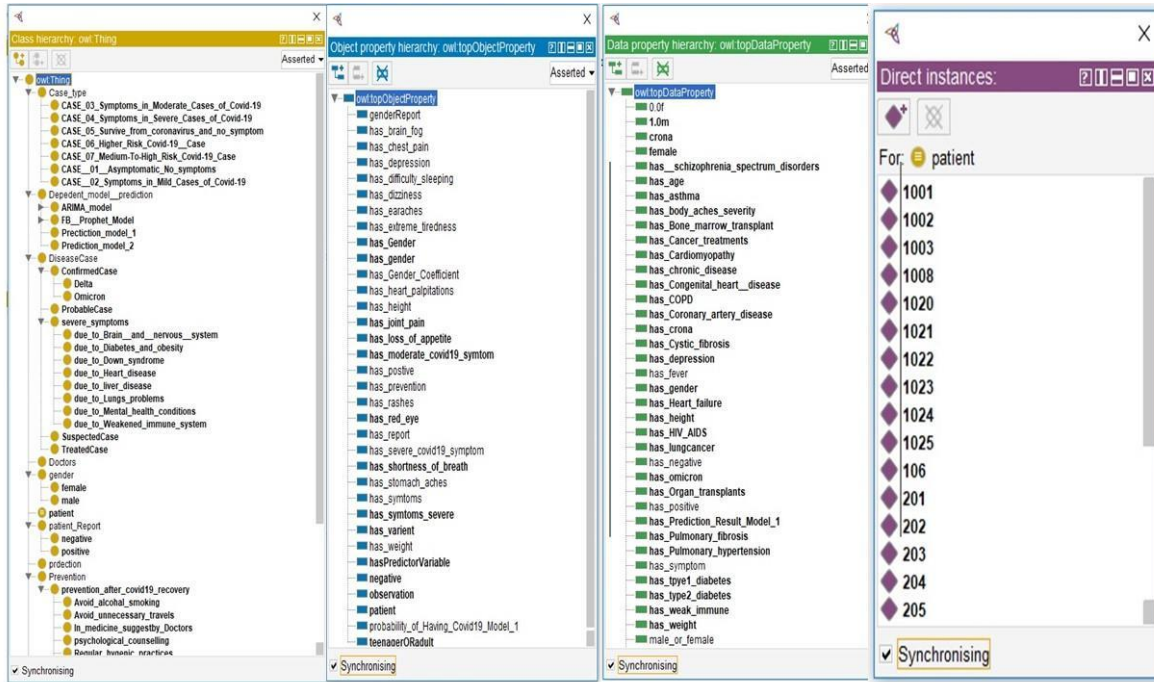 Class hierarchy: owl:Thing
Asserted
owl:Thing
Case_type
CASE_03_Symptoms_in_Moderate_Cases_of_Covid-19
CASE_04_Symptoms_in_Severe_Cases_of_Covid-19
CASE_05_Survive_from_coronavirus_and_no_symptom
CASE_06_Higher_Risk_Covid-19__Case
CASE_07_Medium-To-High_Risk_Covid-19_Case
CASE__01__Asymptomatic_No_symptoms
CASE__02_Symptoms_in_Mild_Cases_of_Covid-19
Depedent_model__prediction
ARIMA_model
FB__Prophet_Model
Prectiction_model_1
Prediction_model_2
DiseaseCase
ConfirmedCase
Delta
Omicron
ProbableCase
severe_symptoms
due_to_Brain__and__nervous__system
due_to_Diabetes_and_obesity
due_to_Down_syndrome
due_to_Heart_disease
due_to_liver_disease
due_to_Lungs_problems
due_to_Mental_health_conditions
due_to_Weakened_immune_system
SuspectedCase
TreatedCase
Doctors
gender
female
male
patient
patient_Report
negative
positive
prdection
Prevention
prevention_after_covid19_recovery
Avoid_alcohal_smoking
Avoid_unnecessary_travels
In_medicine_suggestby_Doctors
psychological_counselling
Regular_hygenic_practices
Synchronising
Object property hierarchy: owl:topObjectProperty
Asserted
owl:topObjectProperty
genderReport
has_brain_fog
has_chest_pain
has_depression
has_difficulty_sleeping
has_dizziness
has_earaches
has_extreme_tiredness
has_Gender
has_gender
has_Gender_Coefficient
has_heart_palpitations
has_height
has_joint_pain
has_loss_of_appetite
has_moderate_covid19_symtom
has_postive
has_prevention
has_rashes
has_red_eye
has_report
has_severe_covid19_symptom
has_shortness_of_breath
has_stomach_aches
has_symtoms
has_symtoms_severe
has_varient
has_weight
hasPredictorVariable
negative
observation
patient
probability_of_Having_Covid19_Model_1
teenagerORadult
Synchronising
Data property hierarchy: owl:topDataProperty
Asserted
owl:topDataProperty
0.0f
1.0m
crona
female
has__schizophrenia_spectrum_disorders
has_age
has_asthma
has_body_aches_severity
has_Bone_marrow_transplant
has_Cancer_treatments
has_Cardiomyopathy
has_chronic_disease
has_Congenital_heart__disease
has_COPD
has_Coronary_artery_disease
has_crona
has_Cystic_fibrosis
has_depression
has_fever
has_gender
has_Heart_failure
has_height
has_HIV_AIDS
has_lungcancer
has_negative
has_omicron
has_Organ_transplants
has_positive
has_Prediction_Result_Model_1
has_Pulmonary_fibrosis
has_Pulmonary_hypertension
has_symptom
has_tpye1_diabetes
has_type2_diabetes
has_weak_immune
has_weight
male_or_female
Synchronising
Direct instances:
For: patient
1001
1002
1003
1008
1020
1021
1022
1023
1024
1025
106
201
202
203
204
205
Synchronising